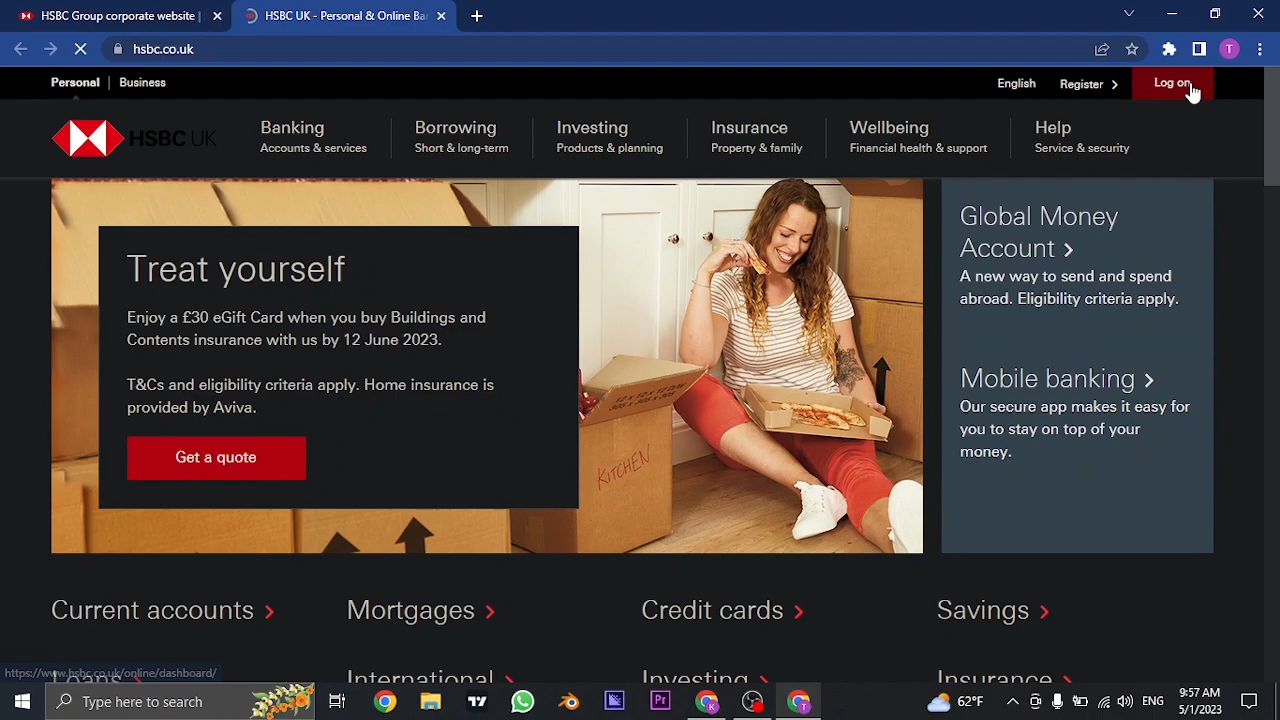 HSBC Group corporate website |
HSBC UK - Personal & Online Ban
hsbc.co.uk
T
Personal | Business
English
Register
Log on
HSBC UK
Banking
Accounts & services
Borrowing
Short & long-term
Investing
Products & planning
Insurance
Property & family
Wellbeing
Financial health & support
Help
Service & security
Treat yourself
Enjoy a £30 eGift Card when you buy Buildings and
Contents insurance with us by 12 June 2023.
T&Cs and eligibility criteria apply. Home insurance is
provided by Aviva.
Get a quote
KITCHEN
Global Money
Account
A new way to send and spend
abroad. Eligibility criteria apply.
Mobile banking
Our secure app makes it easy for
you to stay on top of your
money.
Current accounts
Mortgages
Credit cards
Savings
Loans
International
Investing
Insurance
https://www.hsbc.co.uk/online/dashboard/
Type here to search
Pr
K
T
62°F
ENG
9:57 AM
5/1/2023